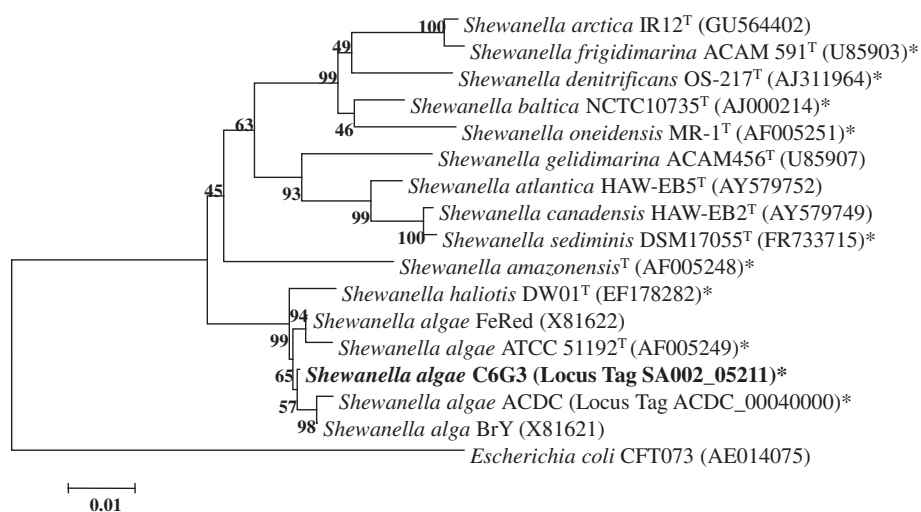 100 Shewanella arctica IR12ᵀ (GU564402)
49 Shewanella frigidimarina ACAM 591ᵀ (U85903)*
99 Shewanella denitrificans OS-217ᵀ (AJ311964)*
Shewanella baltica NCTC10735ᵀ (AJ000214)*
63 46 Shewanella oneidensis MR-1ᵀ (AF005251)*
Shewanella gelidimarina ACAM456ᵀ (U85907)
45 93 Shewanella atlantica HAW-EB5ᵀ (AY579752)
99 Shewanella canadensis HAW-EB2ᵀ (AY579749)
100 Shewanella sediminis DSM17055ᵀ (FR733715)*
Shewanella amazonensisᵀ (AF005248)*
Shewanella haliotis DW01ᵀ (EF178282)*
94 Shewanella algae FeRed (X81622)
99 Shewanella algae ATCC 51192ᵀ (AF005249)*
65 Shewanella algae C6G3 (Locus Tag SA002_05211)*
57 Shewanella algae ACDC (Locus Tag ACDC_00040000)*
98 Shewanella alga BrY (X81621)
Escherichia coli CFT073 (AE014075)
0.01